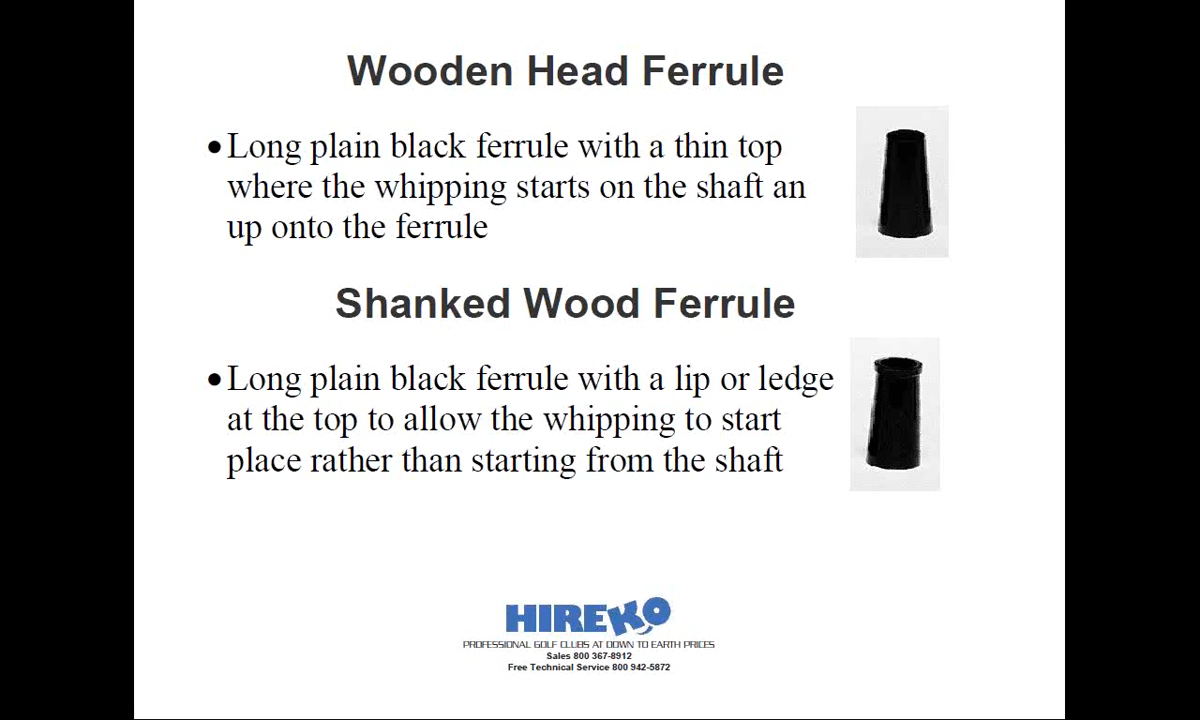 Wooden Head Ferrule
• Long plain black ferrule with a thin top
where the whipping starts on the shaft an
up onto the ferrule
Shanked Wood Ferrule
• Long plain black ferrule with a lip or ledge
at the top to allow the whipping to start
place rather than starting from the shaft
HIREKO
PROFESSIONAL GOLF CLUBS AT DOWN TO EARTH PRICES
Sales 800 367-8912
Free Technical Service 800 942-5872